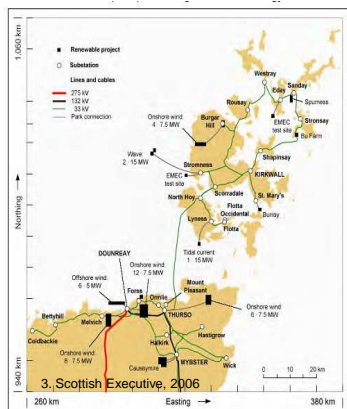 1,060 km
Renewable project
Substation
Lines and cables
275 kV
132 kV
33 kV
Park connection
Westray
Eday
Sanday
Spurness
Rousay
EMEC
test site
Stronsay
Bu Farm
Onshore wind:
4 · 7.5 MW
Burgar
Hill
Shapinsay
Wave:
2 · 15 MW
Stromness
KIRKWALL
EMEC
test site
Scorradale
St. Mary's
North Hoy
Flotta
Occidental
Burray
Lyness
Flotta
Northing
Tidal current:
1 · 15 MW
DOUNREAY
Onshore wind:
12 · 7.5 MW
Mount
Pleasant
Offshore wind:
6 · 5 MW
Forss
Ormlie
Onshore wind:
6 · 7.5 MW
Bettyhill
THURSO
Melvich
Hastigrow
Coldbackie
Halkirk
Onshore wind:
8 · 7.5 MW
Wick
Causeymire
MYBSTER
0
10
20 km
3. Scottish Executive, 2006
940 km
260 km
Easting
380 km